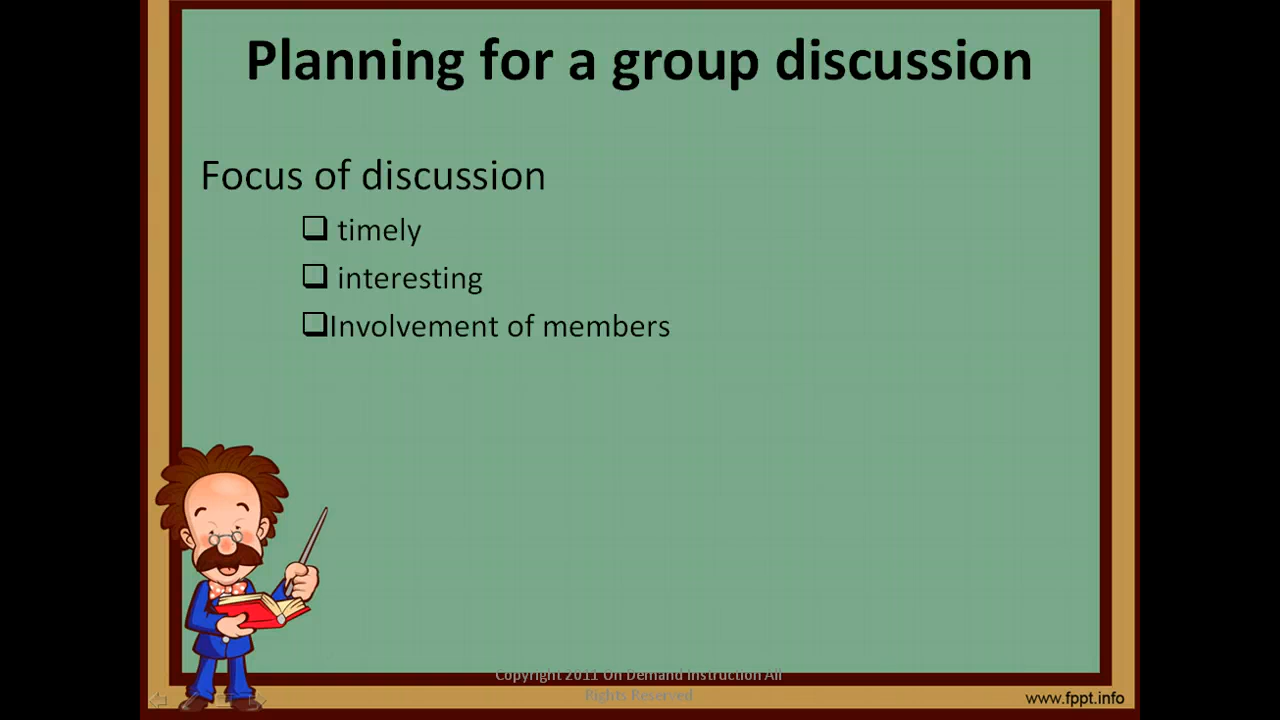 Planning for a group discussion
Focus of discussion
timely
interesting
Involvement of members
Copyright 2011 On Demand Instruction All
Rights Reserved
www.fppt.info